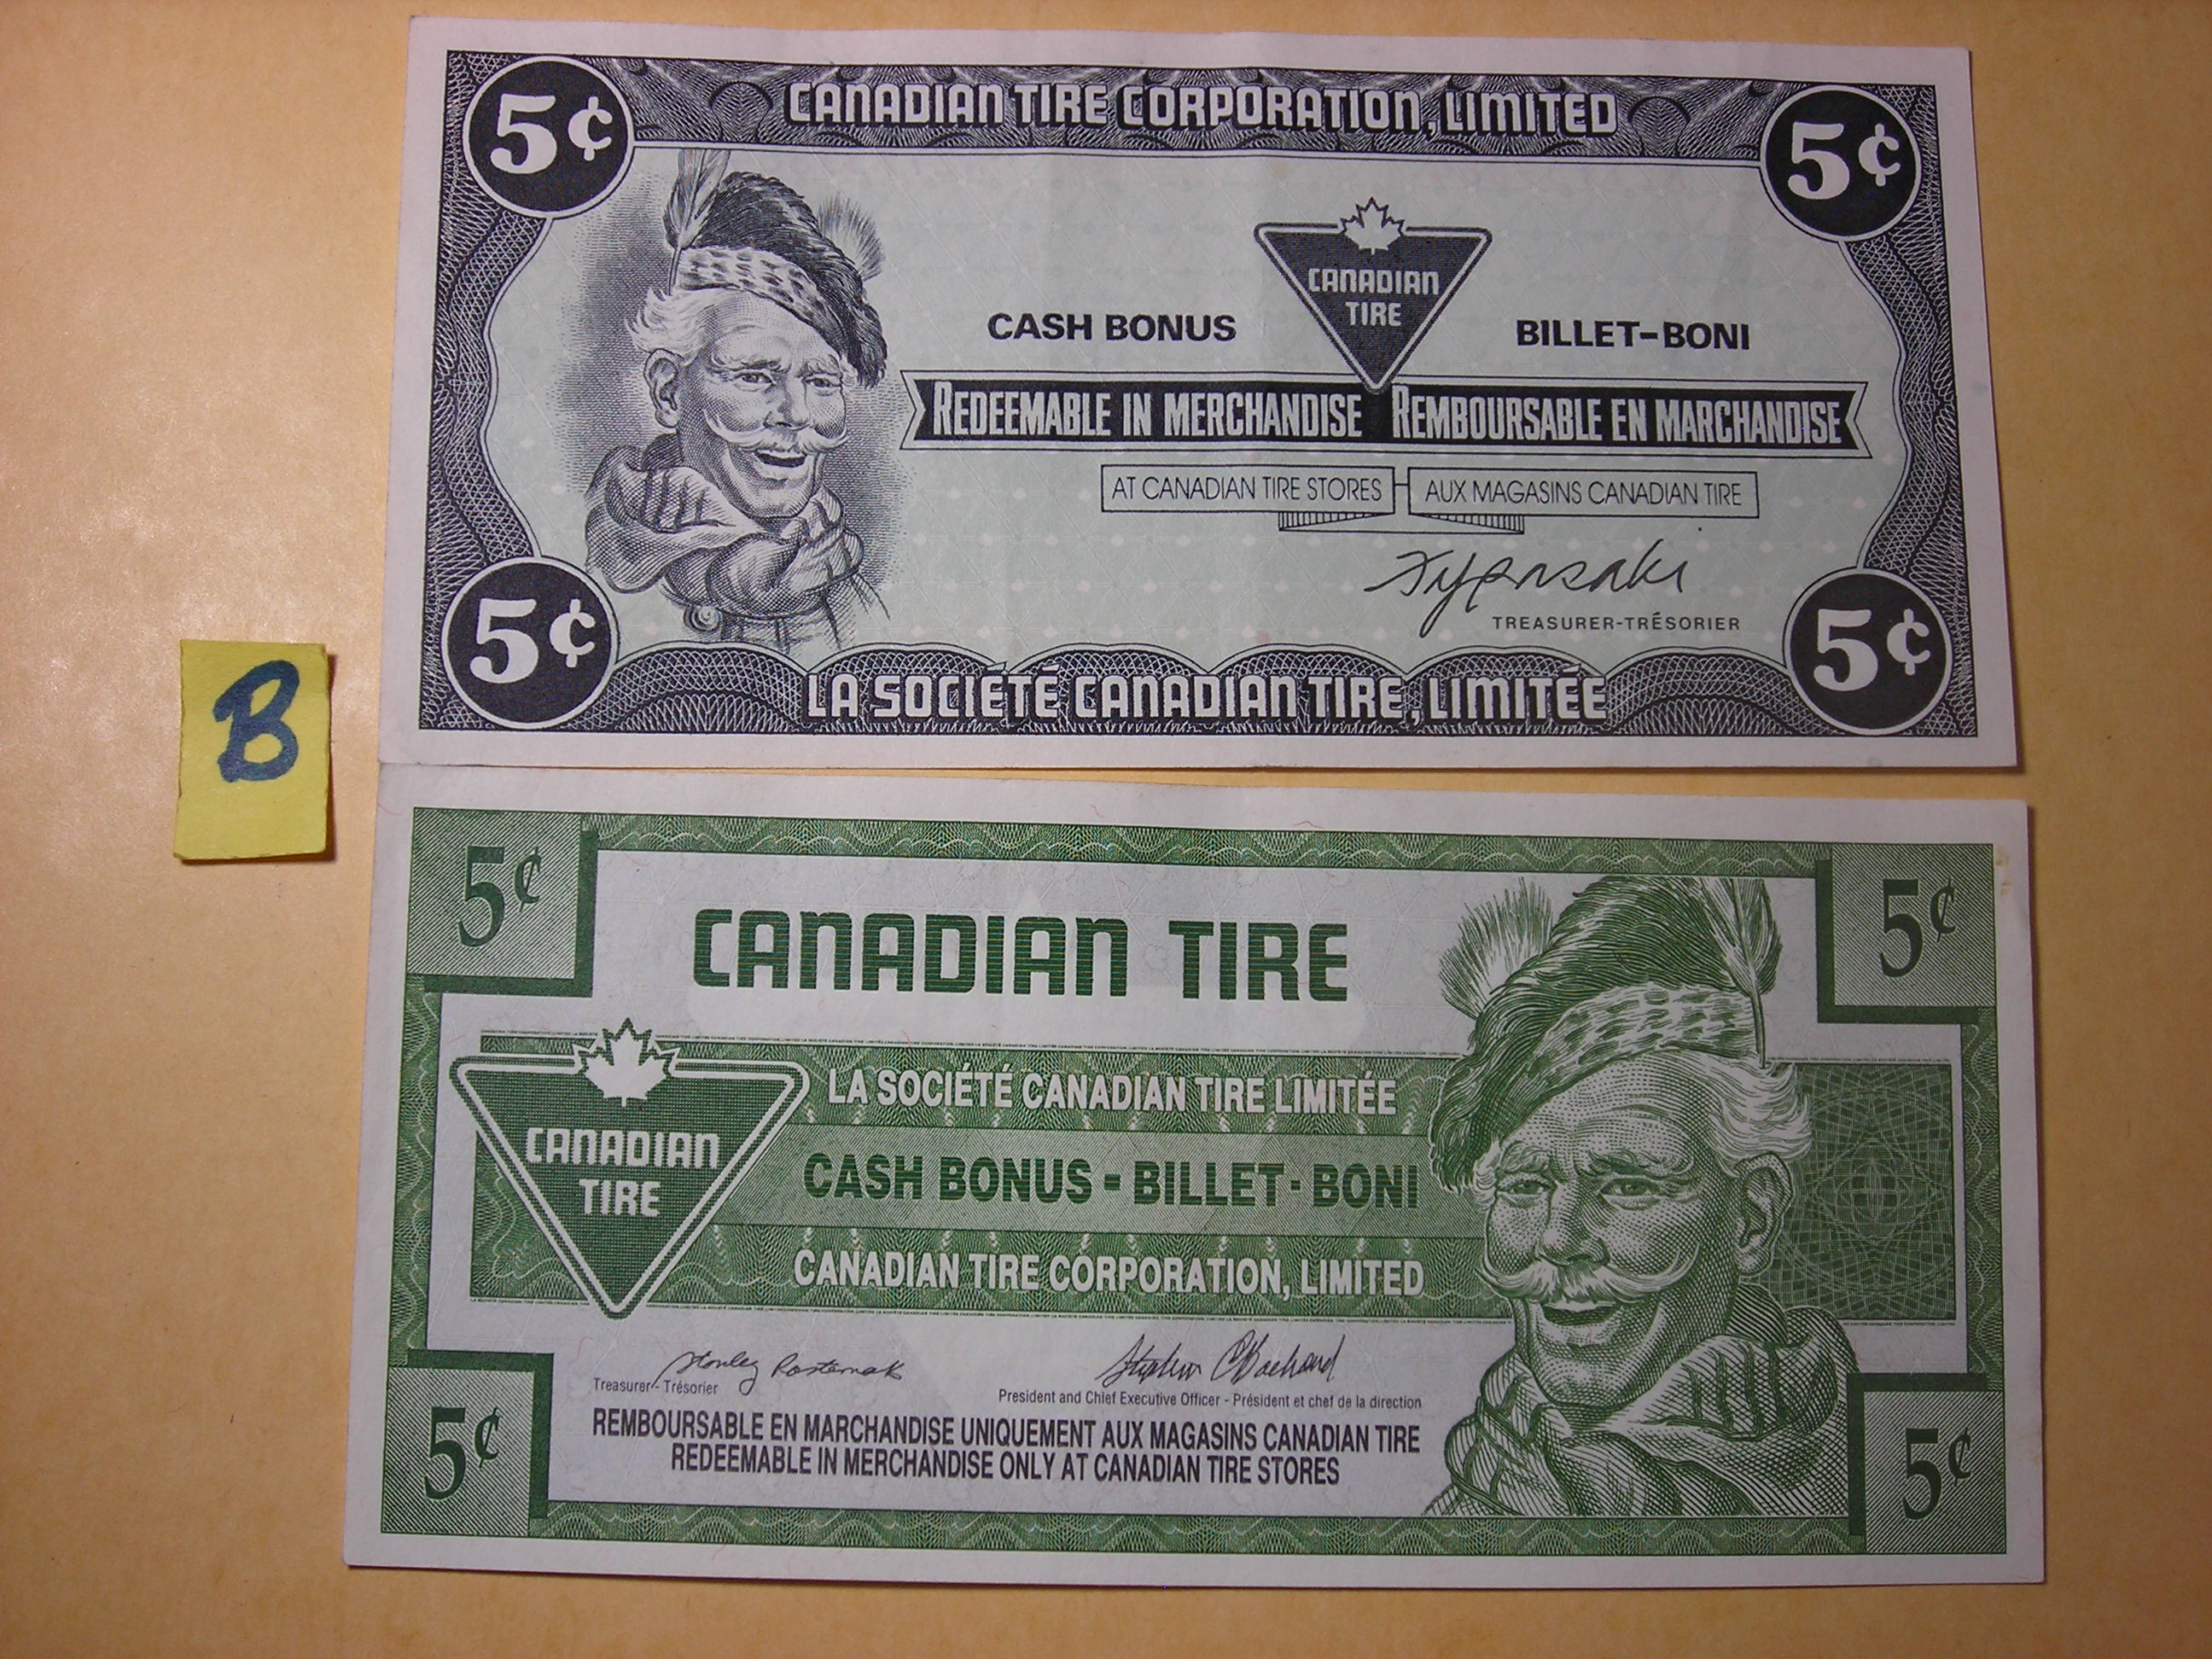 5¢ CANADIAN TIRE CORPORATION, LIMITED 5¢
CANADIAN
TIRE
CASH BONUS BILLET-BONI
REDEEMABLE IN MERCHANDISE REMBOURSABLE EN MARCHANDISE
AT CANADIAN TIRE STORES AUX MAGASINS CANADIAN TIRE
TREASURER-TRÉSORIER
5¢ LA SOCIÉTÉ CANADIAN TIRE, LIMITÉE 5¢
B
5¢ 5¢
CANADIAN TIRE
LA SOCIÉTÉ CANADIAN TIRE LIMITÉE
CANADIAN
TIRE
CASH BONUS - BILLET - BONI
CANADIAN TIRE CORPORATION, LIMITED
Stanley Pasternak
Treasurer - Trésorier
President and Chief Executive Officer - Président et chef de la direction
REMBOURSABLE EN MARCHANDISE UNIQUEMENT AUX MAGASINS CANADIAN TIRE
REDEEMABLE IN MERCHANDISE ONLY AT CANADIAN TIRE STORES
5¢ 5¢